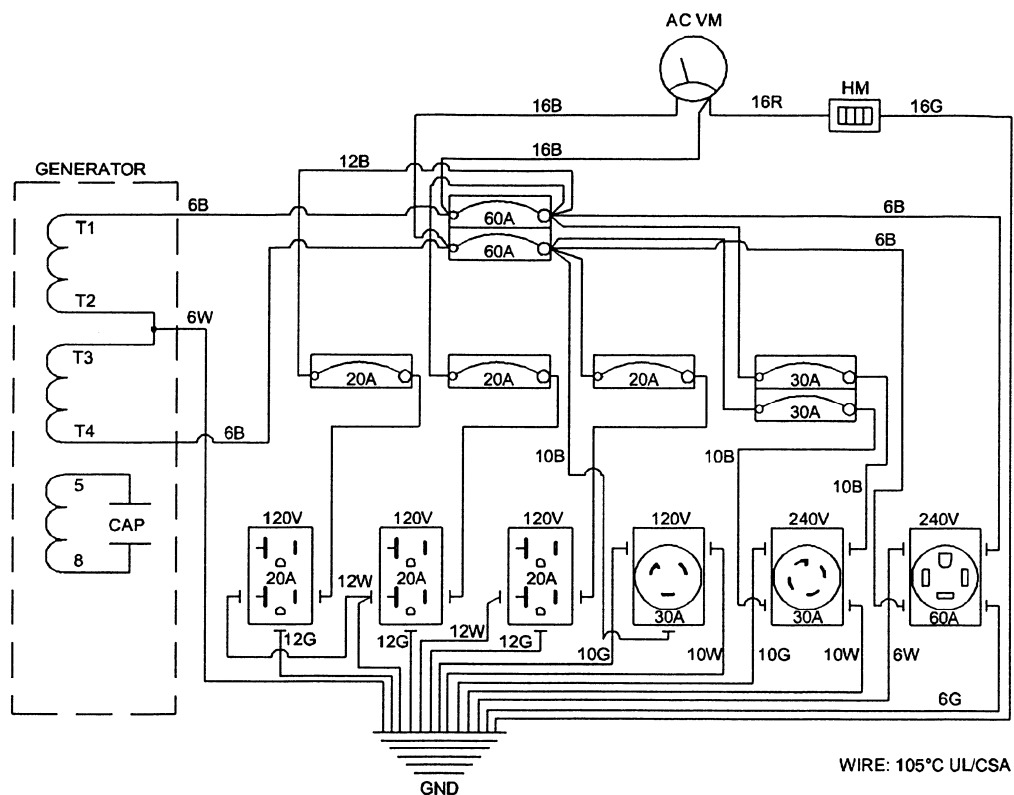 AC VM
HM
16B
16R
16G
16B
12B
GENERATOR
6B
60A
6B
T1
60A
6B
T2
6W
T3
20A
20A
20A
30A
30A
T4
6B
10B
10B
10B
5
CAP
8
120V
120V
120V
120V
240V
240V
20A
12W
20A
20A
30A
30A
60A
12G
12G
12W
12G
10G
10W
10G
10W
6W
6G
GND
WIRE: 105°C UL/CSA